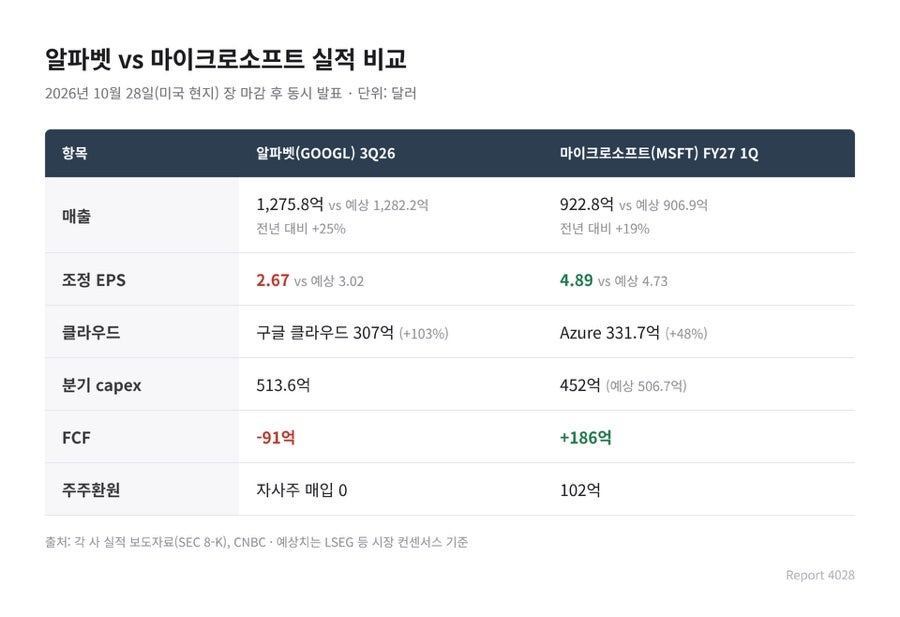 알파벳 vs 마이크로소프트 실적 비교
2026년 10월 28일(미국 현지) 장 마감 후 동시 발표 · 단위: 달러
항목 알파벳(GOOGL) 3Q26 마이크로소프트(MSFT) FY27 1Q
매출 1,275.8억 vs 예상 1,282.2억 922.8억 vs 예상 906.9억
전년 대비 +25% 전년 대비 +19%
조정 EPS 2.67 vs 예상 3.02 4.89 vs 예상 4.73
클라우드 구글 클라우드 307억 (+103%) Azure 331.7억 (+48%)
분기 capex 513.6억 452억 (예상 506.7억)
FCF -91억 +186억
주주환원 자사주 매입 0 102억
출처: 각 사 실적 보도자료(SEC 8-K), CNBC · 예상치는 LSEG 등 시장 컨센서스 기준
Report 4028